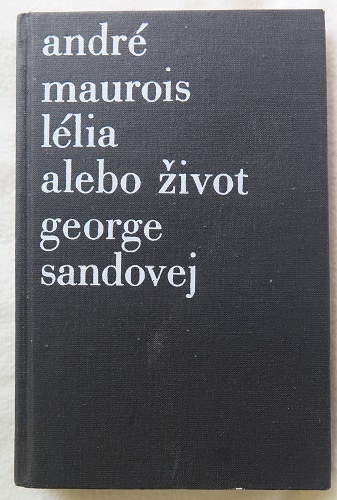 andré
maurois
lélia
alebo život
george
sandovej